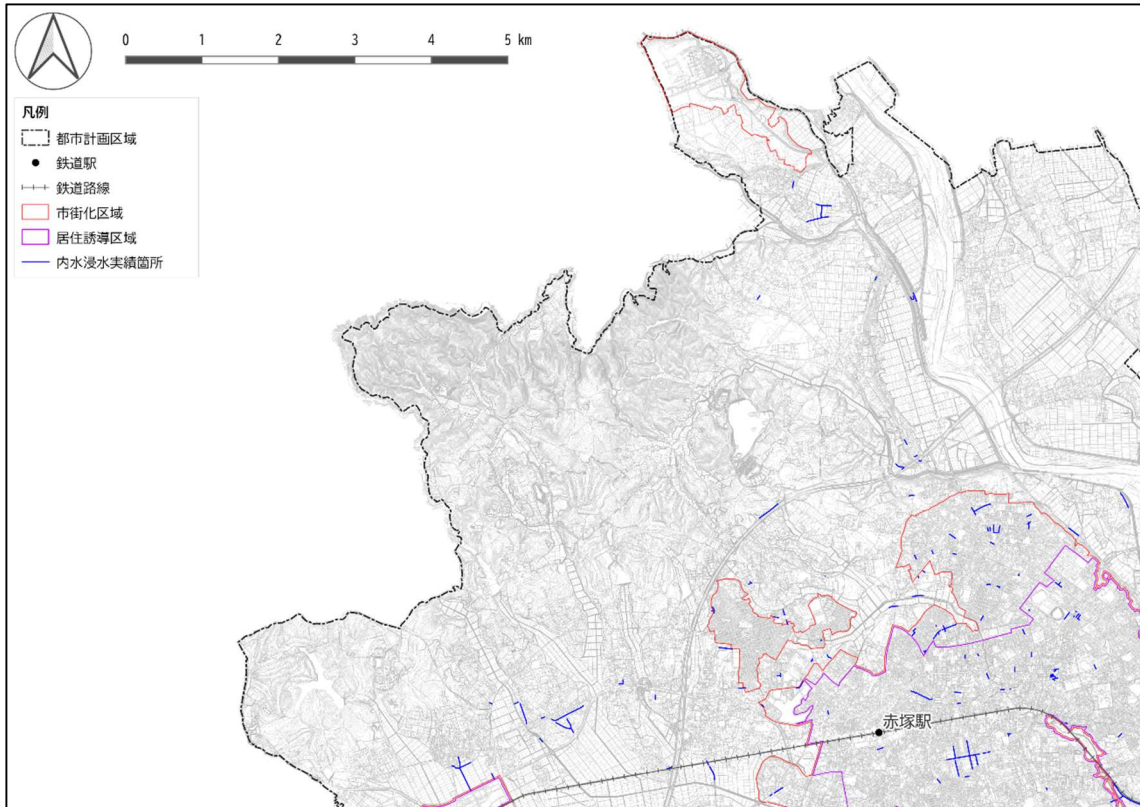 0 1 2 3 4 5 km
凡例
都市計画区域
鉄道駅
鉄道路線
市街化区域
居住誘導区域
内水浸水実績箇所
赤塚駅